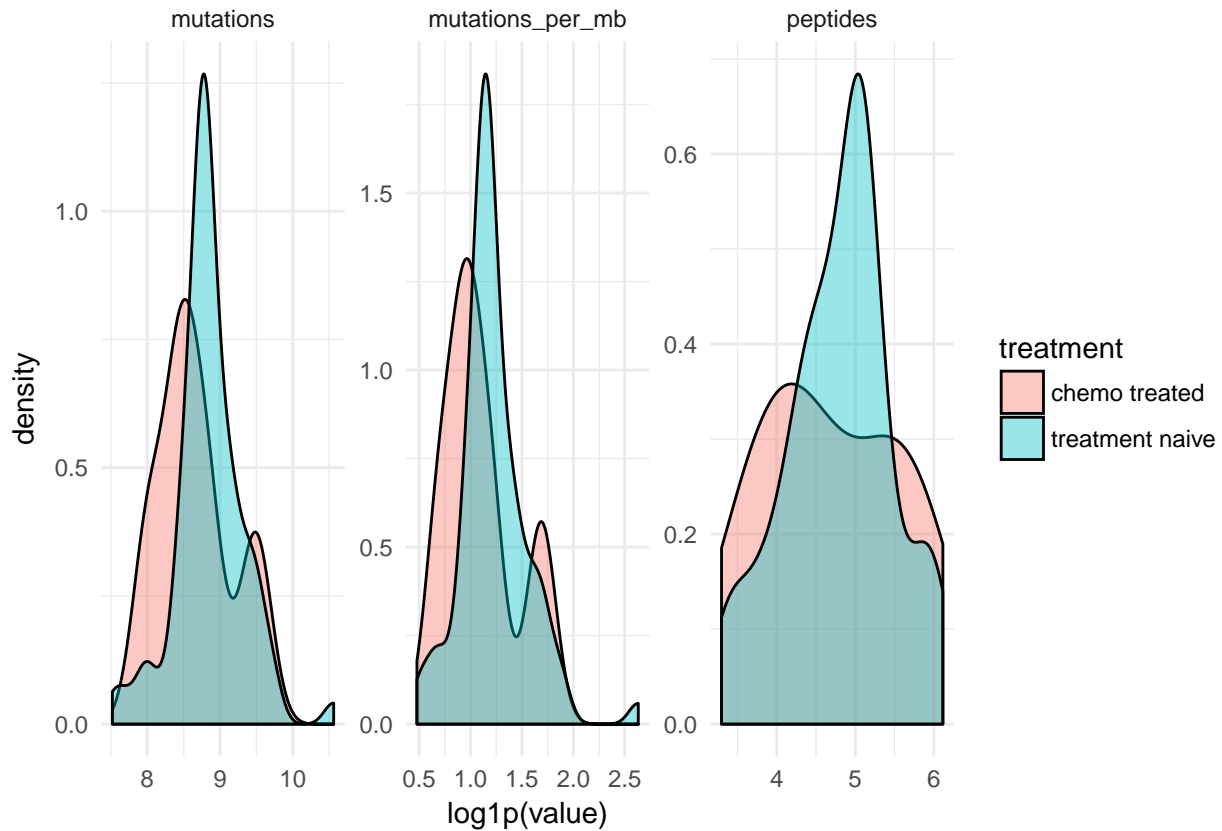 mutations
mutations_per_mb
peptides
density
0.0
0.5
1.0
8
9
10
0.0
0.5
1.0
1.5
0.5
1.0
1.5
2.0
2.5
0.0
0.2
0.4
0.6
4
5
6
log1p(value)
treatment
chemo treated
treatment naive